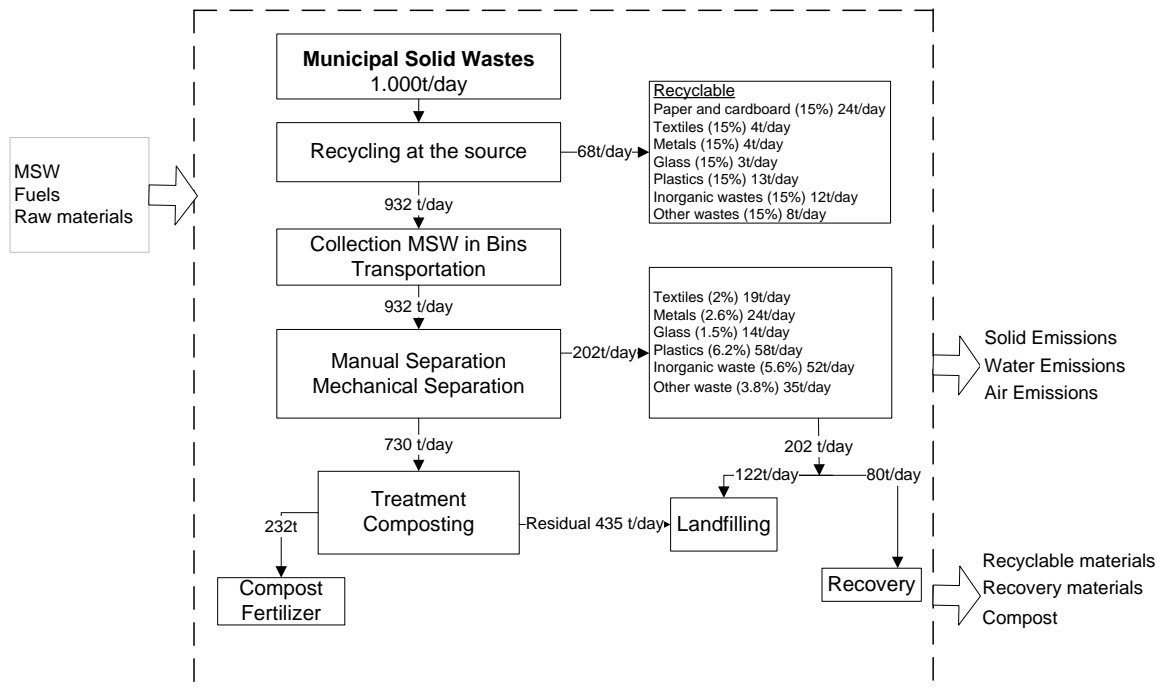 Municipal Solid Wastes
1.000t/day
Recycling at the source
68t/day
Recyclable
Paper and cardboard (15%) 24t/day
Textiles (15%) 4t/day
Metals (15%) 4t/day
Glass (15%) 3t/day
Plastics (15%) 13t/day
Inorganic wastes (15%) 12t/day
Other wastes (15%) 8t/day
MSW
Fuels
Raw materials
932 t/day
Collection MSW in Bins
Transportation
932 t/day
Manual Separation
Mechanical Separation
202t/day
Textiles (2%) 19t/day
Metals (2.6%) 24t/day
Glass (1.5%) 14t/day
Plastics (6.2%) 58t/day
Inorganic waste (5.6%) 52t/day
Other waste (3.8%) 35t/day
Solid Emissions
Water Emissions
Air Emissions
730 t/day
202 t/day
122t/day
80t/day
Treatment
Composting
Residual 435 t/day
Landfilling
232t
Compost
Fertilizer
Recovery
Recyclable materials
Recovery materials
Compost